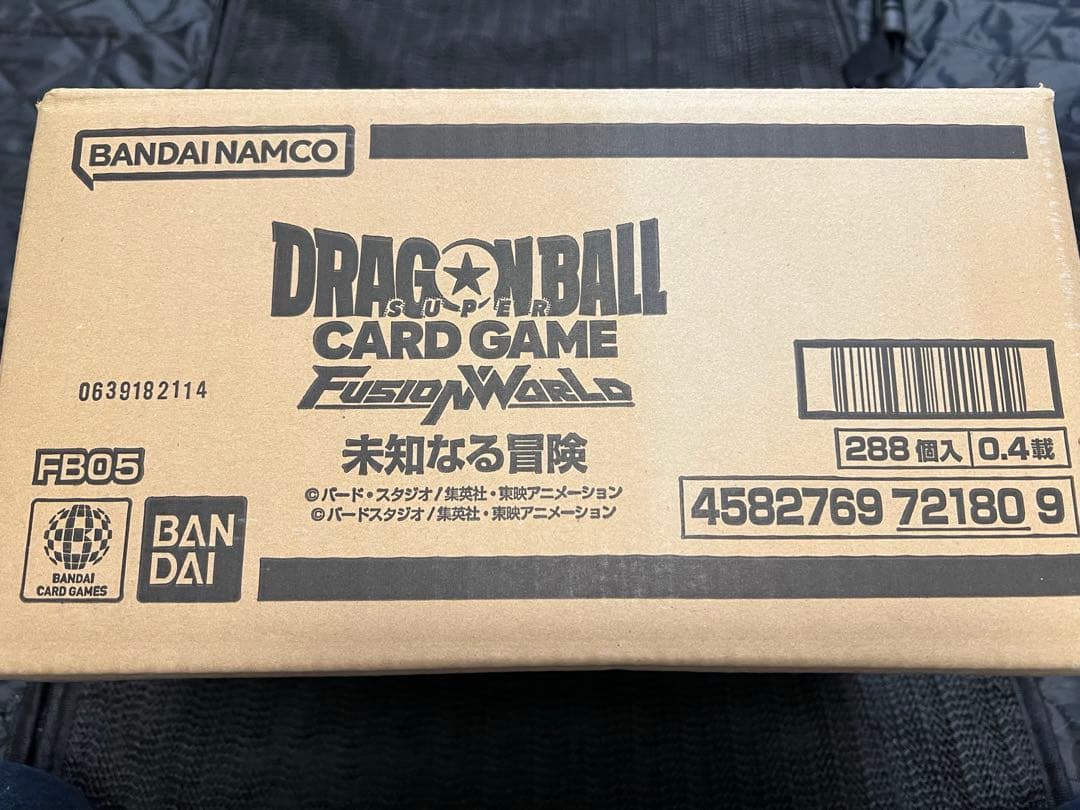 BANDAI NAMCO
DRAGON BALL
SUPER
CARD GAME
FUSION WORLD
0639182114
未知なる冒険
FB05
©バード・スタジオ/集英社・東映アニメーション
©バードスタジオ/集英社・東映アニメーション
288個入 0.4載
4582769 72180 9
BANDAI
CARD GAMES
BAN
DAI